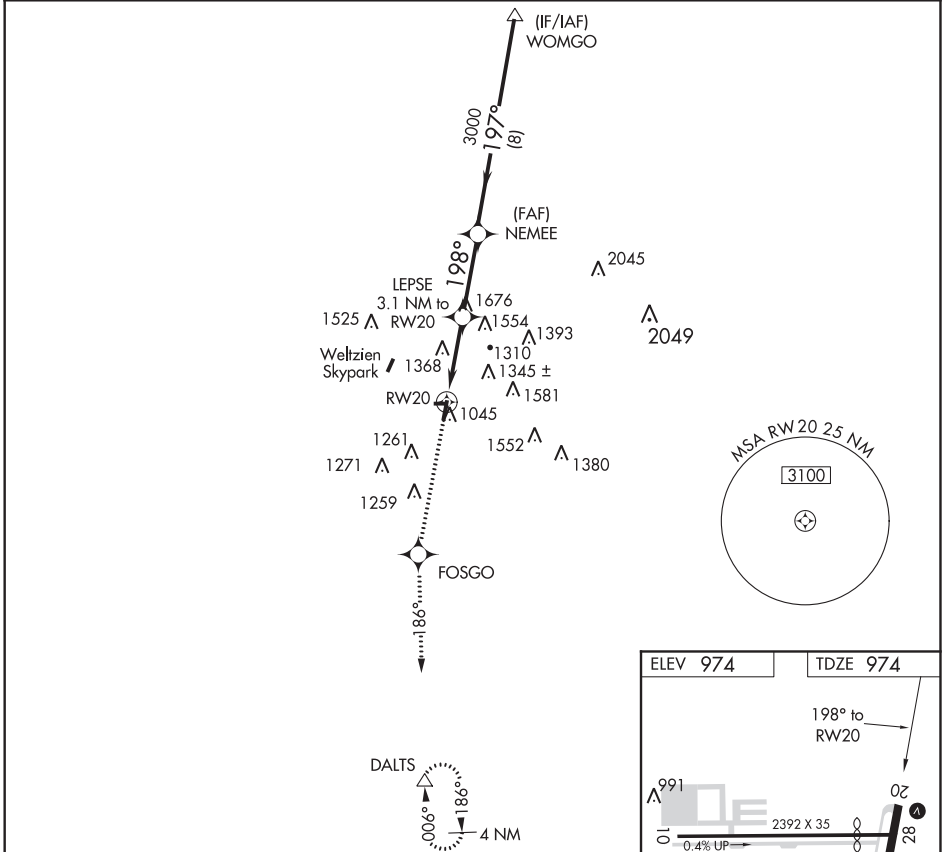 (IF/IAF)
WOMGO
3000
197°
(8)
(FAF)
NEMEE
198°
2045
LEPSE
3.1 NM to
RW20
1676
1525
1554
1393
2049
Weltzien
Skypark
1368
1310
1345 ±
1581
RW20
1045
1261
1552
1271
1380
1259
MSA RW20 25 NM
3100
FOSGO
186°
ELEV 974
TDZE 974
198° to
RW20
DALTS
006°
186°
4 NM
991
20
V
10
2392 X 35
28
0.4% UP